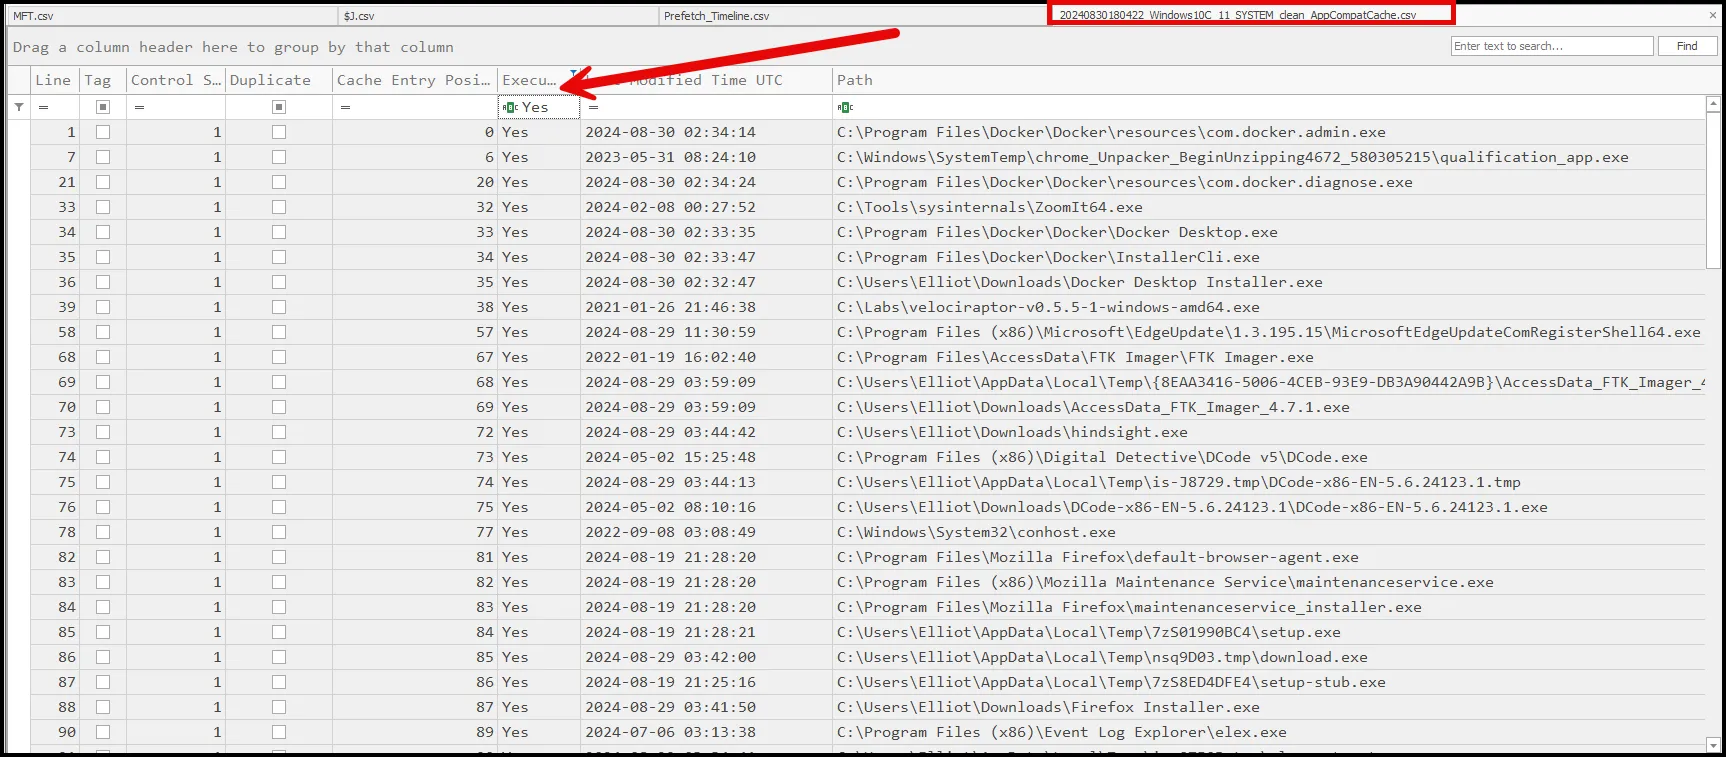 MFT.csv $J.csv Prefetch_Timeline.csv 20240830180422_Windows10C_11_SYSTEM_clean_AppCompatCache.csv
Drag a column header here to group by that column Enter text to search... Find
Line Tag Control S... Duplicate Cache Entry Posi... Execu... Modified Time UTC Path
= = = Yes =
1 1 0 Yes 2024-08-30 02:34:14 C:\Program Files\Docker\Docker\resources\com.docker.admin.exe
7 1 6 Yes 2023-05-31 08:24:10 C:\Windows\SystemTemp\chrome_Unpacker_BeginUnzipping4672_580305215\qualification_app.exe
21 1 20 Yes 2024-08-30 02:34:24 C:\Program Files\Docker\Docker\resources\com.docker.diagnose.exe
33 1 32 Yes 2024-02-08 00:27:52 C:\Tools\sysinternals\ZoomIt64.exe
34 1 33 Yes 2024-08-30 02:33:35 C:\Program Files\Docker\Docker\Docker Desktop.exe
35 1 34 Yes 2024-08-30 02:33:47 C:\Program Files\Docker\Docker\InstallerCli.exe
36 1 35 Yes 2024-08-30 02:32:47 C:\Users\Elliot\Downloads\Docker Desktop Installer.exe
39 1 38 Yes 2021-01-26 21:46:38 C:\Labs\velociraptor-v0.5.5-1-windows-amd64.exe
58 1 57 Yes 2024-08-29 11:30:59 C:\Program Files (x86)\Microsoft\EdgeUpdate\1.3.195.15\MicrosoftEdgeUpdateComRegisterShell64.exe
68 1 67 Yes 2022-01-19 16:02:40 C:\Program Files\AccessData\FTK Imager\FTK Imager.exe
69 1 68 Yes 2024-08-29 03:59:09 C:\Users\Elliot\AppData\Local\Temp\{8EAA3416-5006-4CEB-93E9-DB3A90442A9B}\AccessData_FTK_Imager_4
70 1 69 Yes 2024-08-29 03:59:09 C:\Users\Elliot\Downloads\AccessData_FTK_Imager_4.7.1.exe
73 1 72 Yes 2024-08-29 03:44:42 C:\Users\Elliot\Downloads\hindsight.exe
74 1 73 Yes 2024-05-02 15:25:48 C:\Program Files (x86)\Digital Detective\DCode v5\DCode.exe
75 1 74 Yes 2024-08-29 03:44:13 C:\Users\Elliot\AppData\Local\Temp\is-J8729.tmp\DCode-x86-EN-5.6.24123.1.tmp
76 1 75 Yes 2024-05-02 08:10:16 C:\Users\Elliot\Downloads\DCode-x86-EN-5.6.24123.1\DCode-x86-EN-5.6.24123.1.exe
78 1 77 Yes 2022-09-08 03:08:49 C:\Windows\System32\conhost.exe
82 1 81 Yes 2024-08-19 21:28:20 C:\Program Files\Mozilla Firefox\default-browser-agent.exe
83 1 82 Yes 2024-08-19 21:28:20 C:\Program Files (x86)\Mozilla Maintenance Service\maintenanceservice.exe
84 1 83 Yes 2024-08-19 21:28:20 C:\Program Files\Mozilla Firefox\maintenanceservice_installer.exe
85 1 84 Yes 2024-08-19 21:28:21 C:\Users\Elliot\AppData\Local\Temp\7zS01990BC4\setup.exe
86 1 85 Yes 2024-08-29 03:42:00 C:\Users\Elliot\AppData\Local\Temp\nsq9D03.tmp\download.exe
87 1 86 Yes 2024-08-19 21:25:16 C:\Users\Elliot\AppData\Local\Temp\7zS8ED4DFE4\setup-stub.exe
88 1 87 Yes 2024-08-29 03:41:50 C:\Users\Elliot\Downloads\Firefox Installer.exe
90 1 89 Yes 2024-07-06 03:13:38 C:\Program Files (x86)\Event Log Explorer\elex.exe